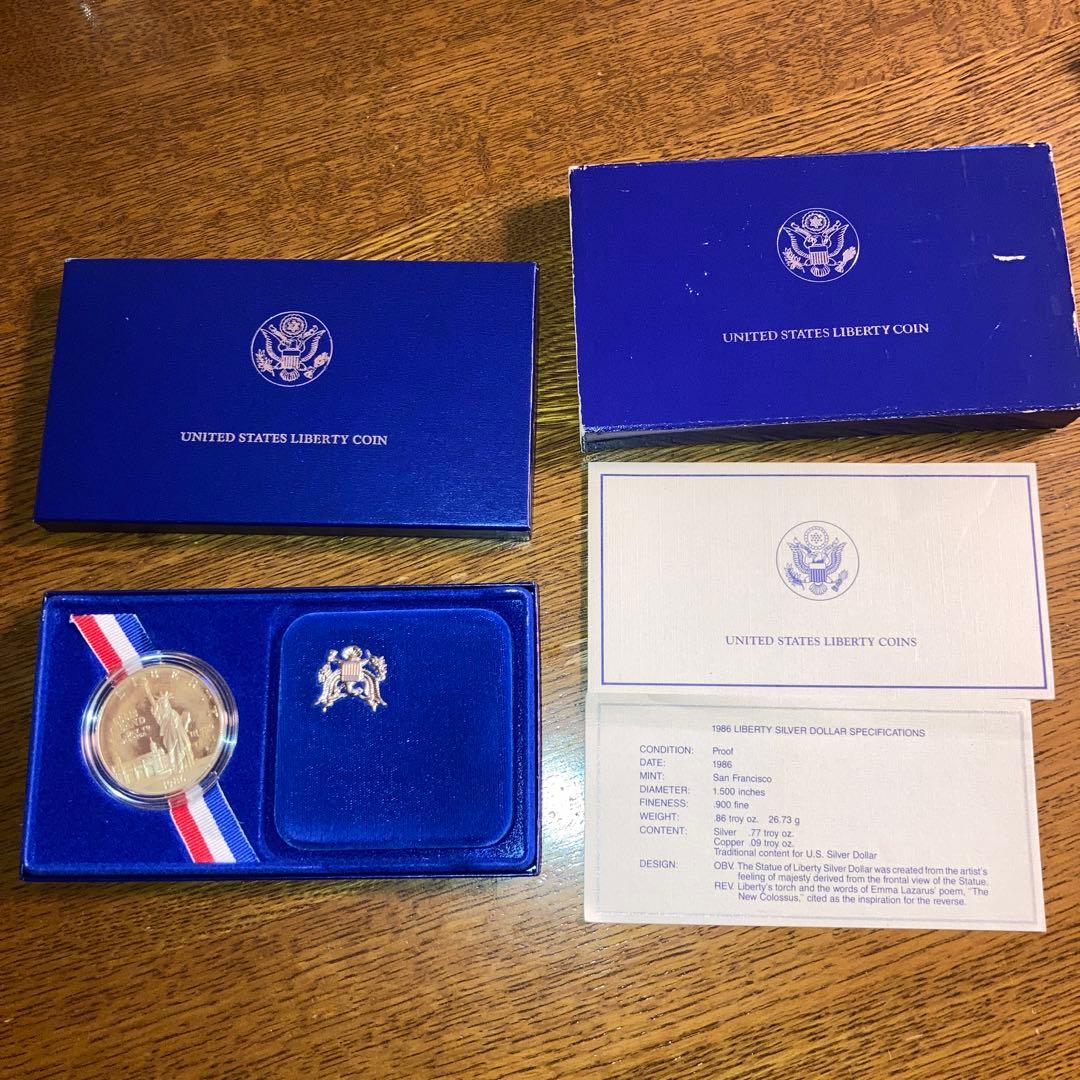 UNITED STATES LIBERTY COIN
UNITED STATES LIBERTY COIN
UNITED STATES LIBERTY COINS
1986 LIBERTY SILVER DOLLAR SPECIFICATIONS
CONDITION: Proof
DATE: 1986
MINT: San Francisco
DIAMETER: 1.500 inches
FINENESS: .900 fine
WEIGHT: .86 troy oz. 26.73 g
CONTENT: Silver .77 troy oz.
Copper .09 troy oz.
Traditional content for U.S. Silver Dollar
DESIGN: OBV. The Statue of Liberty Silver Dollar was created from the artist's
feeling of majesty derived from the frontal view of the Statue.
REV. Liberty's torch and the words of Emma Lazarus' poem, "The
New Colossus," cited as the inspiration for the reverse.
1986